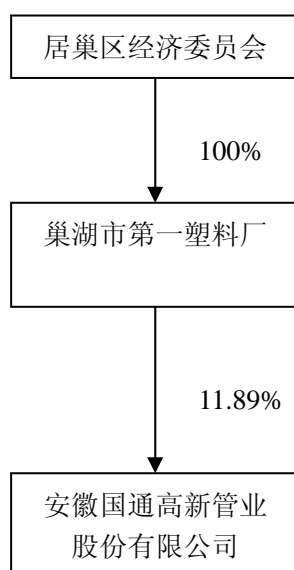 居巢区经济委员会
100%
巢湖市第一塑料厂
11.89%
安徽国通高新管业
股份有限公司